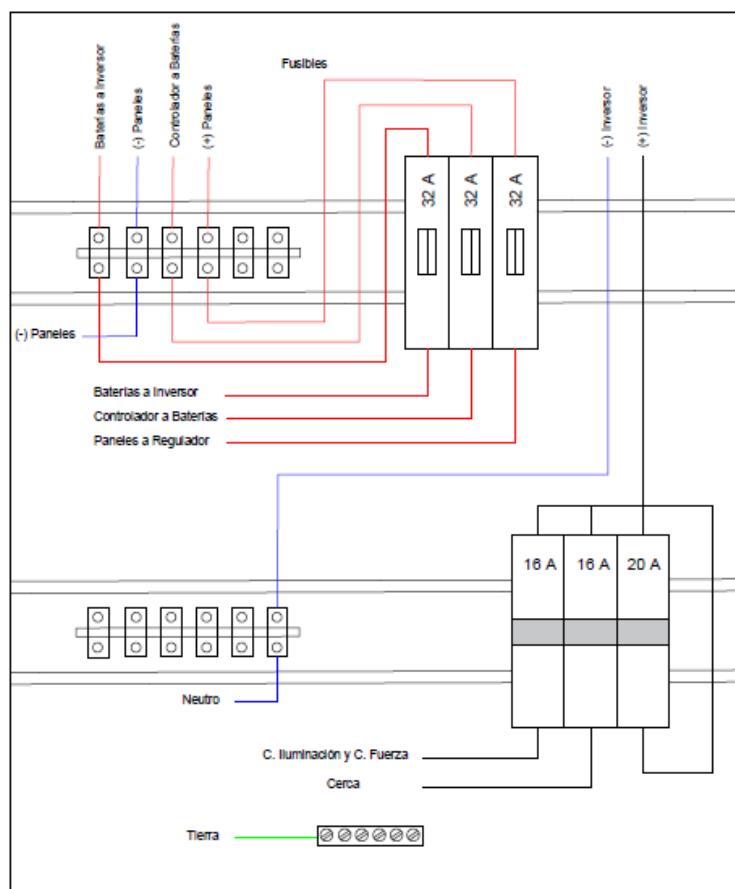 Baterías a Inversor
(-) Paneles
Controlador a Baterías
(+) Paneles
Fusibles
(-) Inversor
(+) Inversor
32 A
32 A
32 A
(-) Paneles
Baterías a Inversor
Controlador a Baterías
Paneles a Regulador
16 A
16 A
20 A
Neutro
C. Iluminación y C. Fuerza
Cerca
Tierra